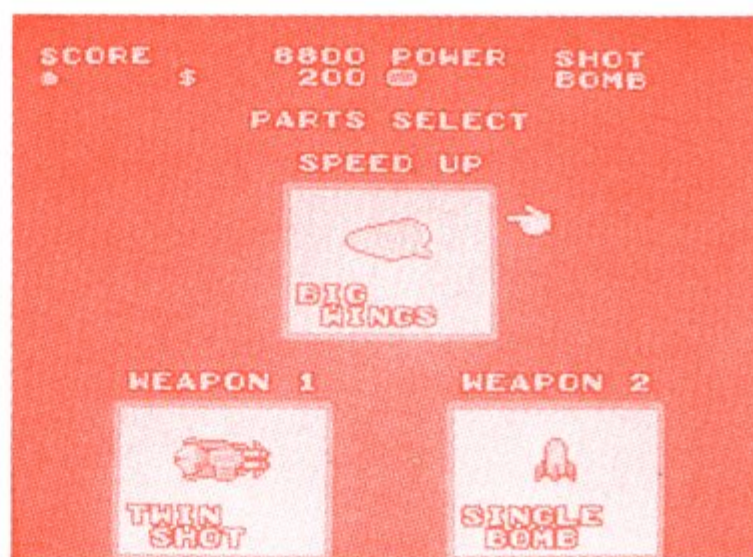 SCORE 8800 POWER SHOT
$ 200 BOMB
PARTS SELECT
SPEED UP
BIG
WINGS
WEAPON 1 WEAPON 2
TWIN SINGLE
SHOT BOMB